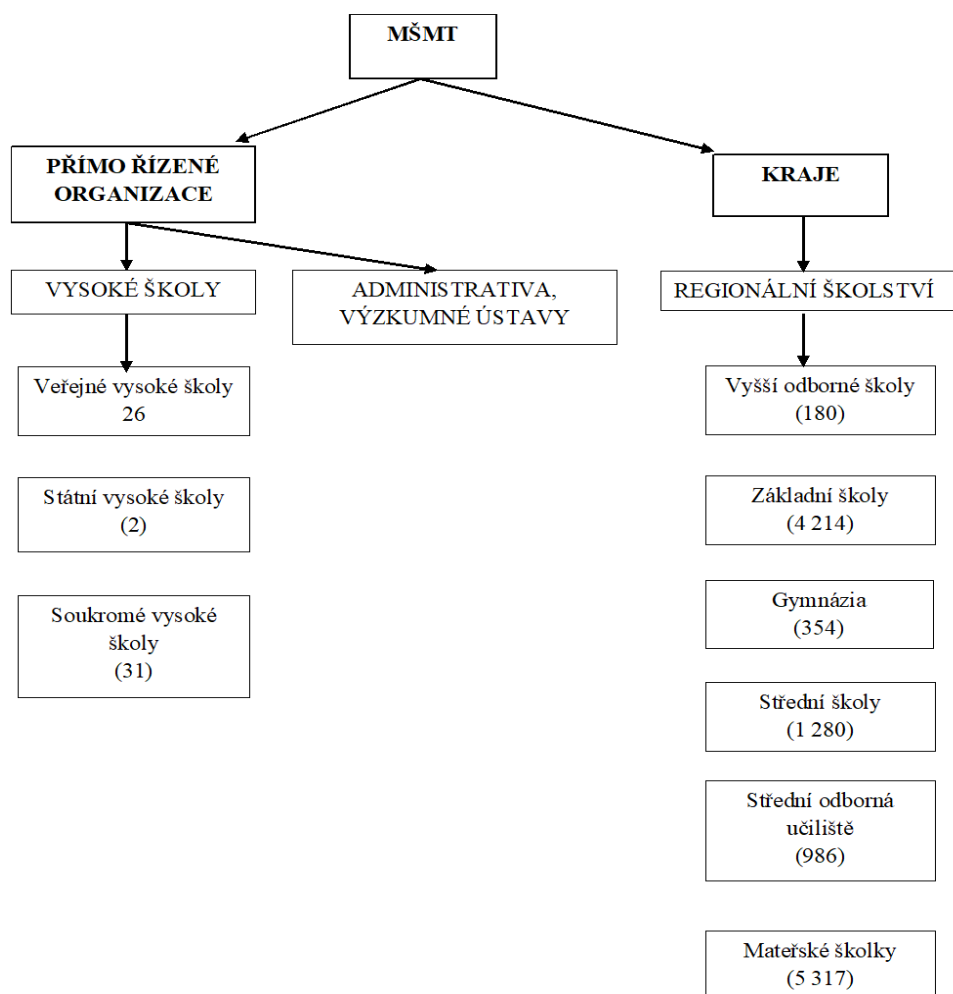 MŠMT
PŘÍMO ŘÍZENÉ
ORGANIZACE
KRAJE
VYSOKÉ ŠKOLY
ADMINISTRATIVA,
VÝZKUMNÉ ÚSTAVY
REGIONÁLNÍ ŠKOLSTVÍ
Veřejné vysoké školy
26
Státní vysoké školy
(2)
Soukromé vysoké
školy
(31)
Vyšší odborné školy
(180)
Základní školy
(4 214)
Gymnázia
(354)
Střední školy
(1 280)
Střední odborná
učiliště
(986)
Mateřské školky
(5 317)